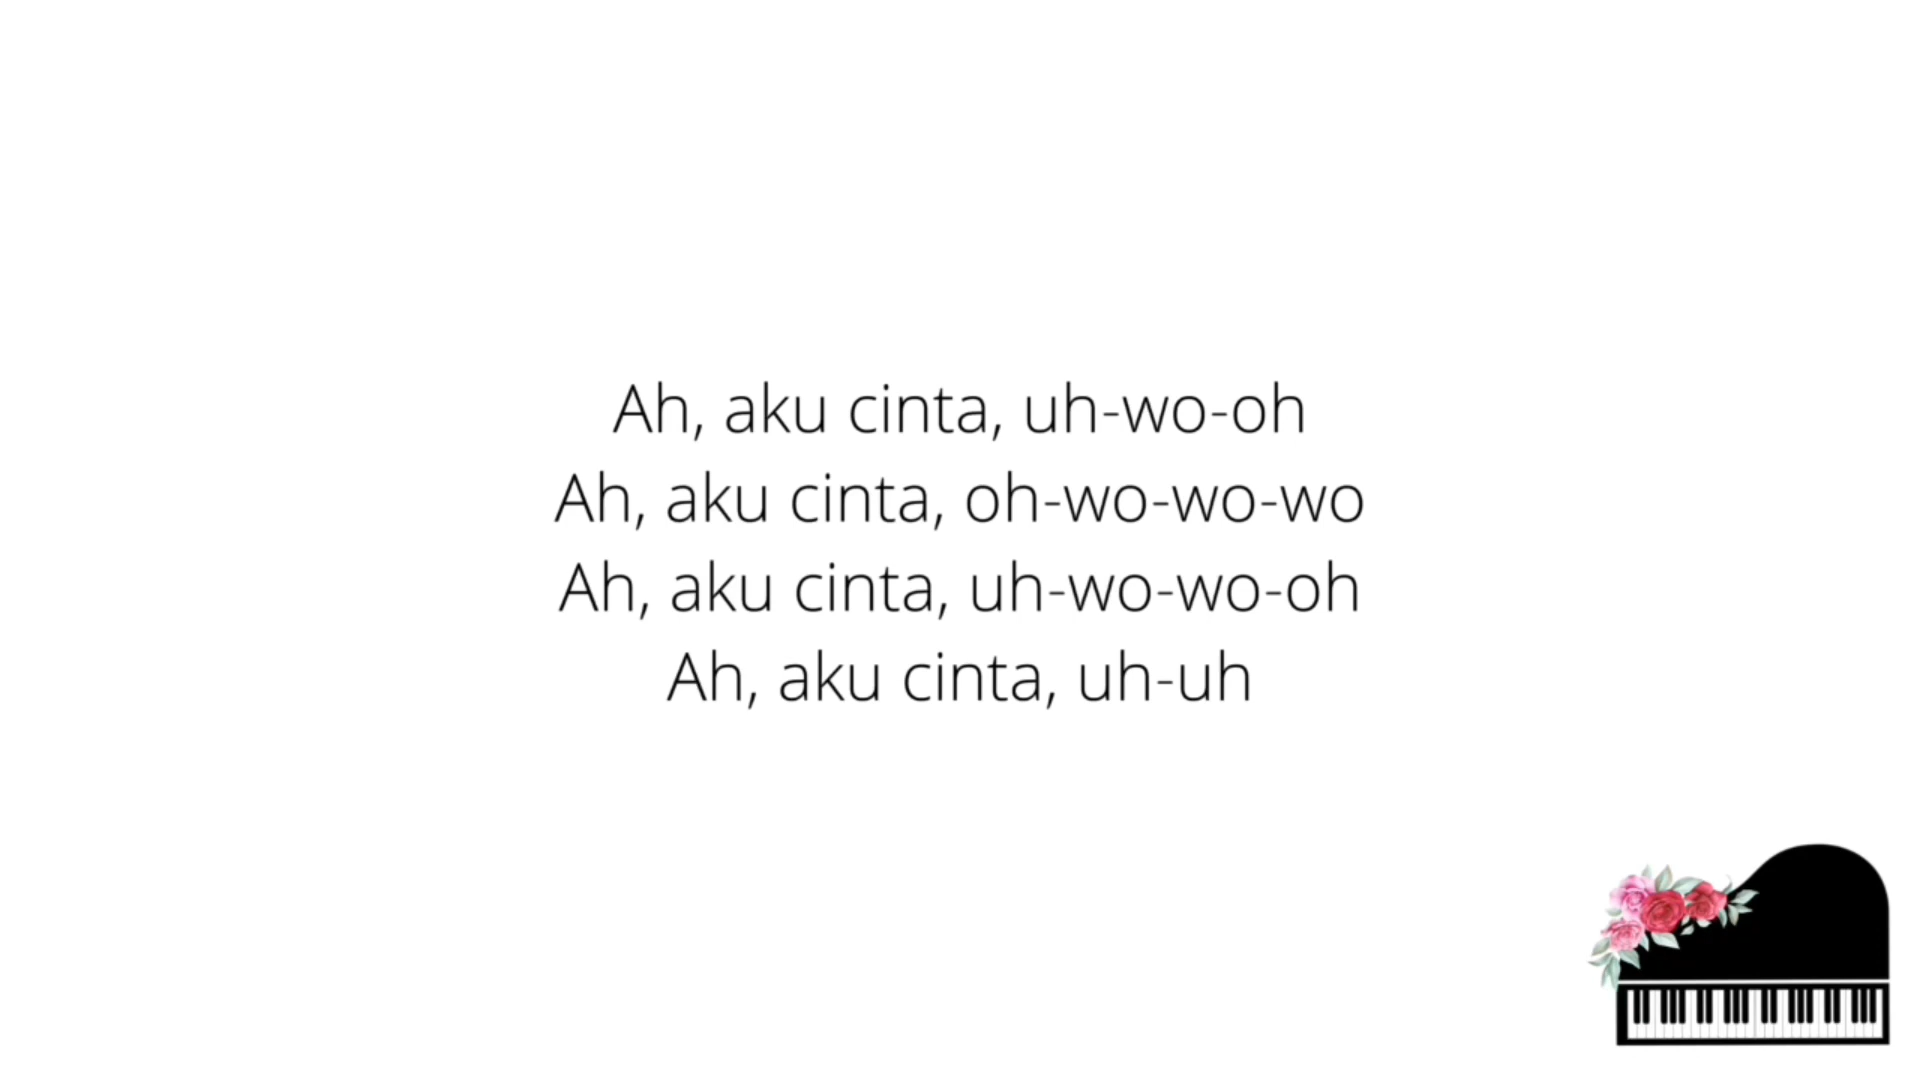 Ah, aku cinta, uh-wo-oh
Ah, aku cinta, oh-wo-wo-wo
Ah, aku cinta, uh-wo-wo-oh
Ah, aku cinta, uh-uh